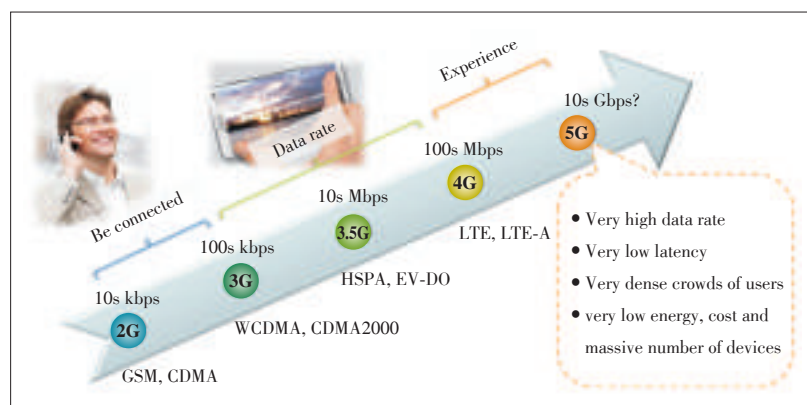 Experience
10s Gbps?
5G
Data rate
100s Mbps
4G
• Very high data rate
• Very low latency
• Very dense crowds of users
• very low energy, cost and
massive number of devices
Be connected
10s Mbps
3.5G
LTE, LTE-A
100s kbps
3G
HSPA, EV-DO
10s kbps
2G
WCDMA, CDMA2000
GSM, CDMA